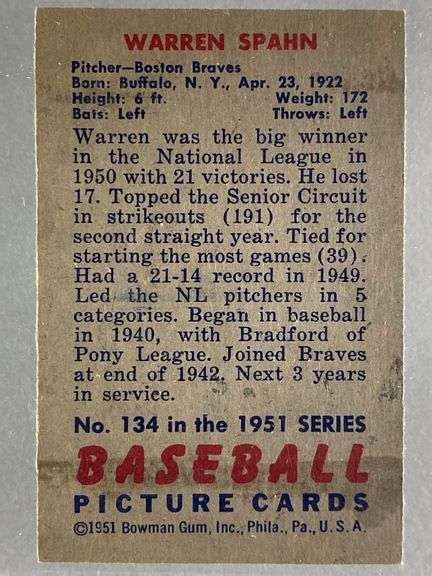 WARREN SPAHN
Pitcher—Boston Braves
Born: Buffalo, N. Y., Apr. 23, 1922
Height: 6 ft. Weight: 172
Bats: Left Throws: Left
Warren was the big winner
in the National League in
1950 with 21 victories. He lost
17. Topped the Senior Circuit
in strikeouts (191) for the
second straight year. Tied for
starting the most games (39).
Had a 21-14 record in 1949.
Led the NL pitchers in 5
categories. Began in baseball
in 1940, with Bradford of
Pony League. Joined Braves
at end of 1942. Next 3 years
in service.
No. 134 in the 1951 SERIES
BASEBALL
PICTURE CARDS
©1951 Bowman Gum, Inc., Phila., Pa., U. S. A.